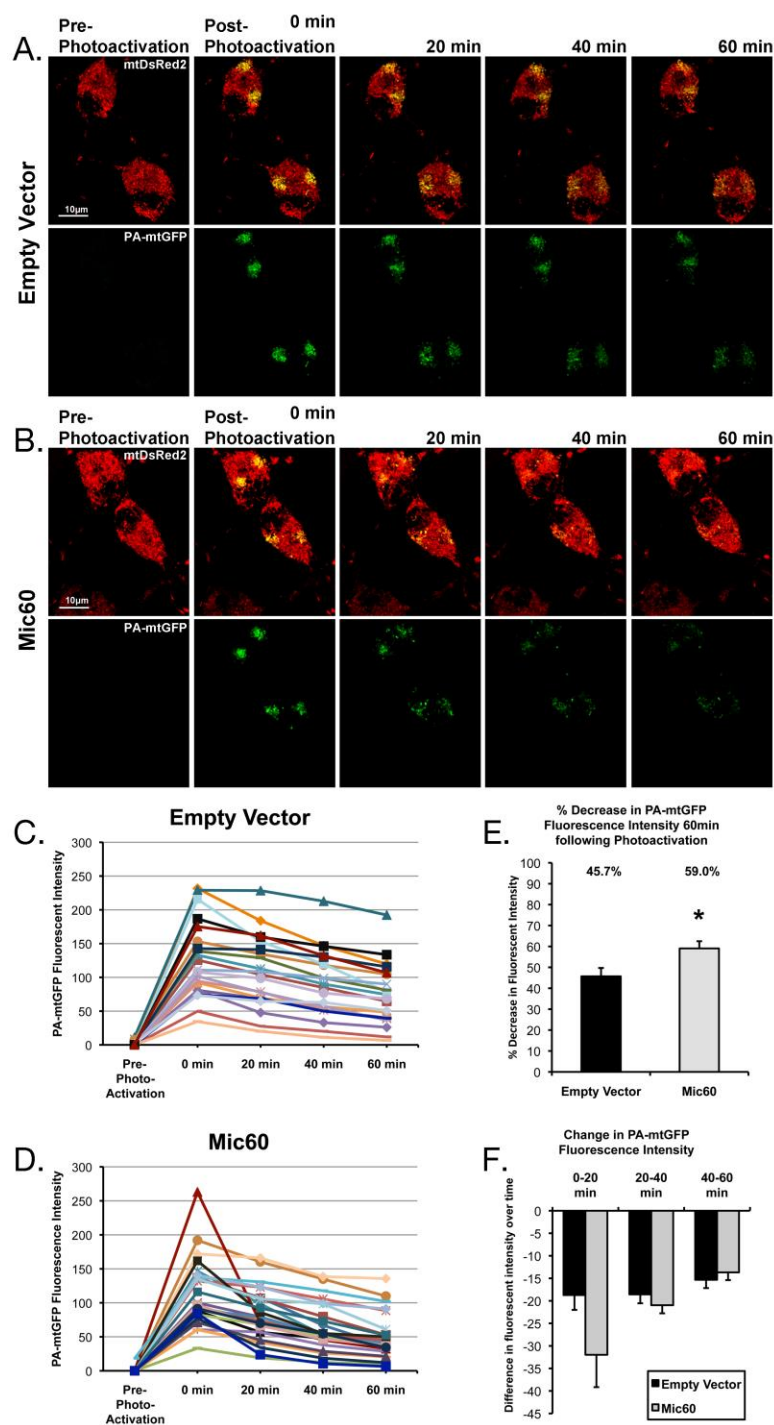 A.
Pre-
Photoactivation
Post-
Photoactivation
0 min
20 min
40 min
60 min
mtDsRed2
10µm
PA-mtGFP
Empty Vector
B.
Pre-
Photoactivation
Post-
Photoactivation
0 min
20 min
40 min
60 min
mtDsRed2
10µm
PA-mtGFP
Mic60
C.
Empty Vector
PA-mtGFP Fluorescent Intensity
300
250
200
150
100
50
0
Pre-
Photo-
Activation
0 min
20 min
40 min
60 min
D.
Mic60
PA-mtGFP Fluorescence Intensity
300
250
200
150
100
50
0
Pre-
Photo-
Activation
0 min
20 min
40 min
60 min
E.
% Decrease in PA-mtGFP
Fluorescence Intensity 60min
following Photoactivation
% Decrease in Fluorescent Intensity
100
90
80
70
60
50
40
30
20
10
0
45.7%
59.0%
*
Empty Vector
Mic60
F.
Change in PA-mtGFP
Fluorescence Intensity
0-20
min
20-40
min
40-60
min
Difference in fluorescent intensity over time
0
-5
-10
-15
-20
-25
-30
-35
-40
-45
Empty Vector
Mic60